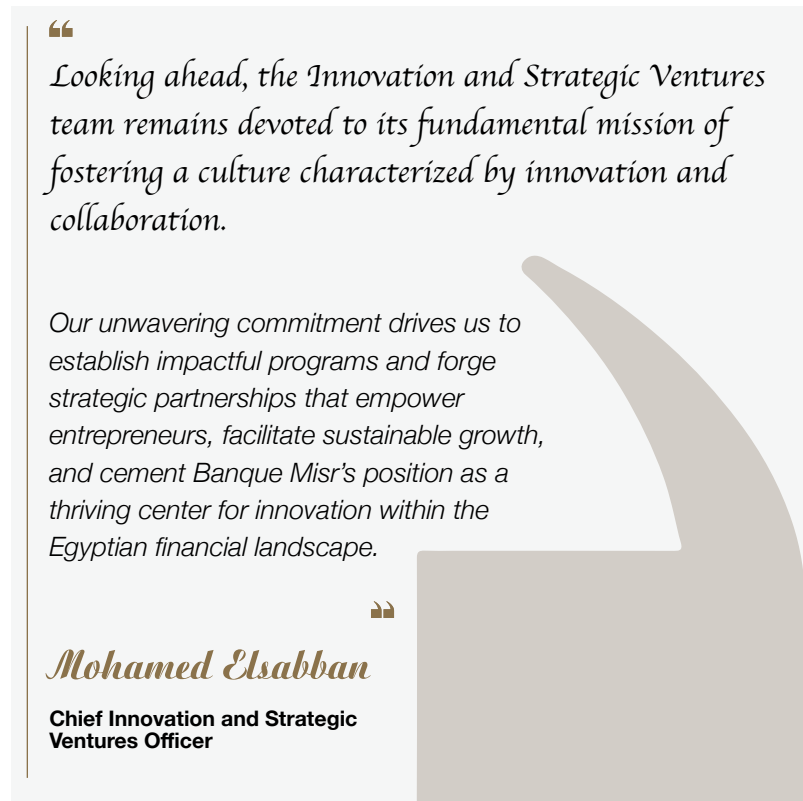 “
Looking ahead, the Innovation and Strategic Ventures
team remains devoted to its fundamental mission of
fostering a culture characterized by innovation and
collaboration.
Our unwavering commitment drives us to
establish impactful programs and forge
strategic partnerships that empower
entrepreneurs, facilitate sustainable growth,
and cement Banque Misr’s position as a
thriving center for innovation within the
Egyptian financial landscape.
”
Mohamed Elsabban
Chief Innovation and Strategic
Ventures Officer